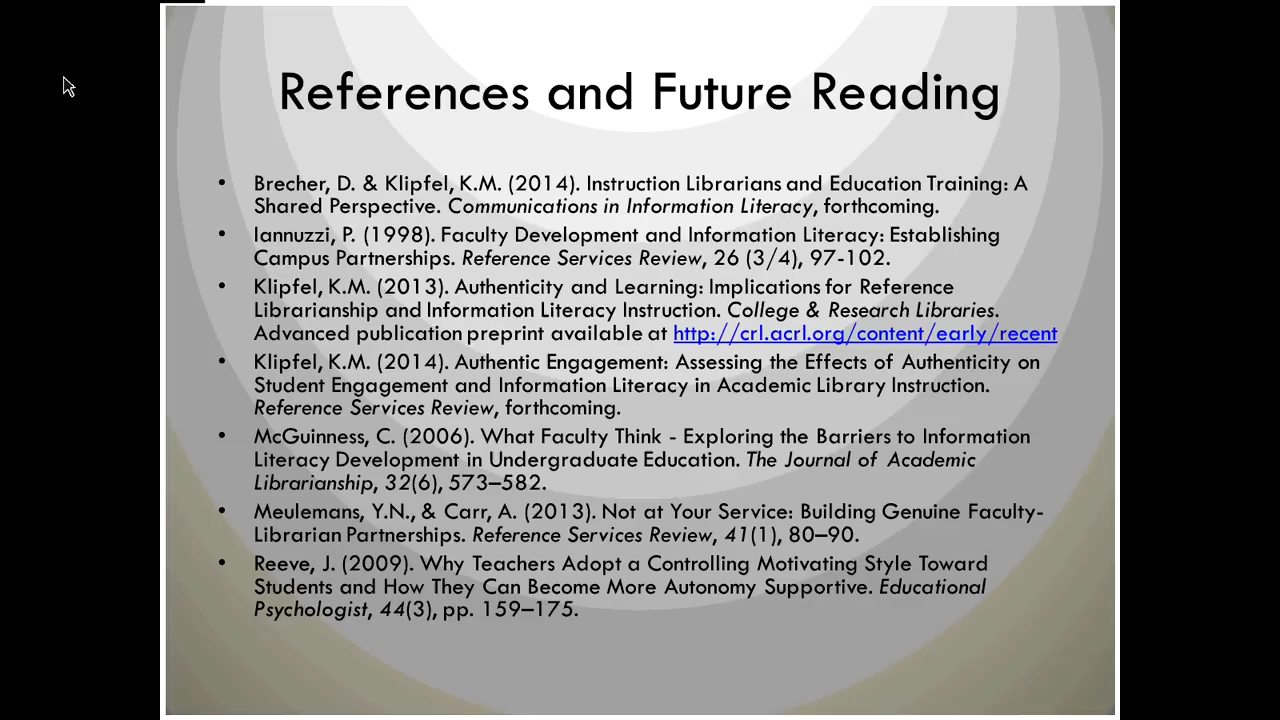 References and Future Reading
• Brecher, D. & Klipfel, K.M. (2014). Instruction Librarians and Education Training: A
Shared Perspective. Communications in Information Literacy, forthcoming.
• Iannuzzi, P. (1998). Faculty Development and Information Literacy: Establishing
Campus Partnerships. Reference Services Review, 26 (3/4), 97-102.
• Klipfel, K.M. (2013). Authenticity and Learning: Implications for Reference
Librarianship and Information Literacy Instruction. College & Research Libraries.
Advanced publication preprint available at http://crl.acrl.org/content/early/recent
• Klipfel, K.M. (2014). Authentic Engagement: Assessing the Effects of Authenticity on
Student Engagement and Information Literacy in Academic Library Instruction.
Reference Services Review, forthcoming.
• McGuinness, C. (2006). What Faculty Think - Exploring the Barriers to Information
Literacy Development in Undergraduate Education. The Journal of Academic
Librarianship, 32(6), 573–582.
• Meulemans, Y.N., & Carr, A. (2013). Not at Your Service: Building Genuine Faculty-
Librarian Partnerships. Reference Services Review, 41(1), 80–90.
• Reeve, J. (2009). Why Teachers Adopt a Controlling Motivating Style Toward
Students and How They Can Become More Autonomy Supportive. Educational
Psychologist, 44(3), pp. 159–175.